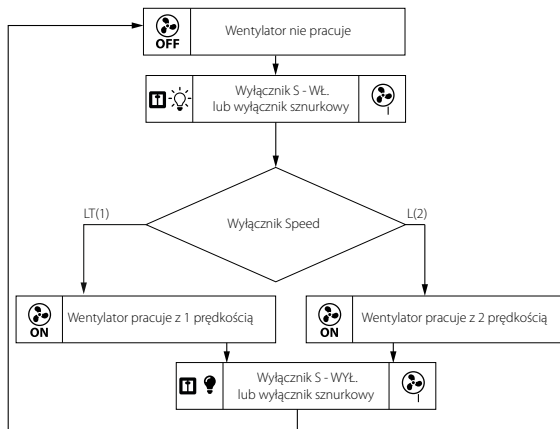 OFF
Wentylator nie pracuje
Wyłącznik S - WŁ.
lub wyłącznik sznurkowy
LT(1)
Wyłącznik Speed
L(2)
ON
Wentylator pracuje z 1 prędkością
ON
Wentylator pracuje z 2 prędkością
Wyłącznik S - WYŁ.
lub wyłącznik sznurkowy